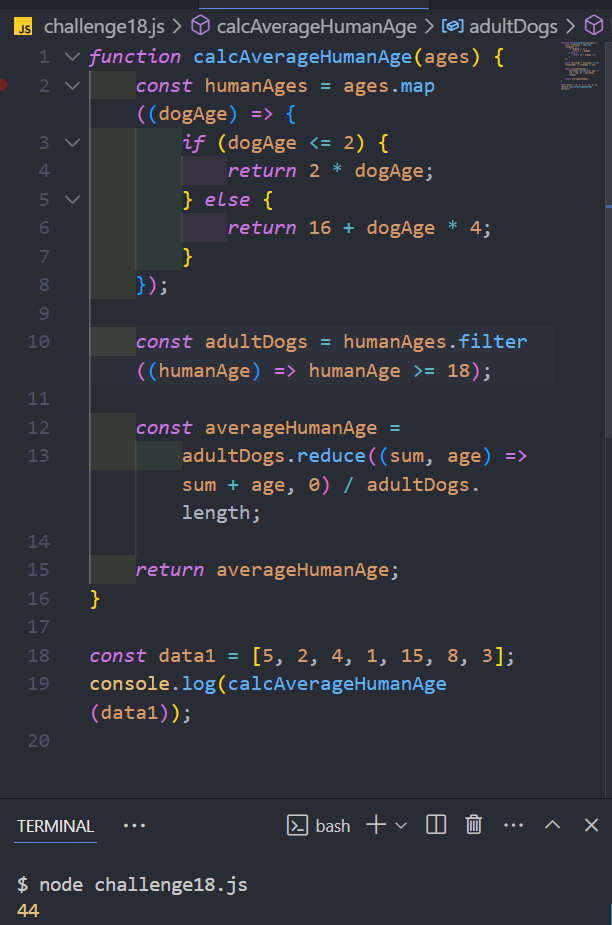 JS challenge18.js > calcAverageHumanAge > adultDogs >
1 function calcAverageHumanAge(ages) {
2 const humanAges = ages.map
((dogAge) => {
3 if (dogAge <= 2) {
4 return 2 * dogAge;
5 } else {
6 return 16 + dogAge * 4;
7 }
8 });
9
10 const adultDogs = humanAges.filter
((humanAge) => humanAge >= 18);
11
12 const averageHumanAge =
13 adultDogs.reduce((sum, age) =>
sum + age, 0) / adultDogs.
length;
14
15 return averageHumanAge;
16 }
17
18 const data1 = [5, 2, 4, 1, 15, 8, 3];
19 console.log(calcAverageHumanAge
(data1));
20
TERMINAL ... bash
$ node challenge18.js
44